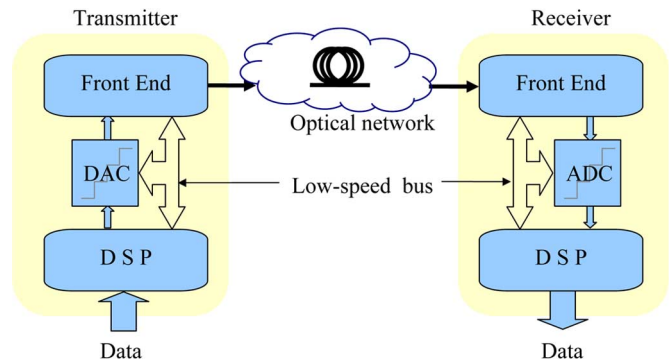 Transmitter
Receiver
Front End
Front End
Optical network
DAC
ADC
Low-speed bus
D S P
D S P
Data
Data